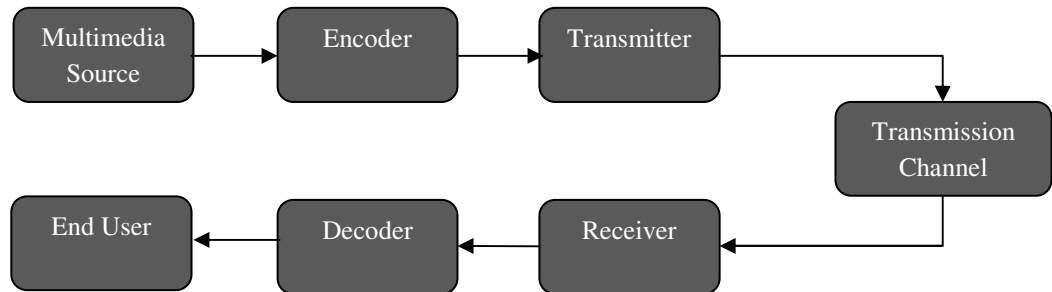 Multimedia
Source
Encoder
Transmitter
Transmission
Channel
Receiver
Decoder
End User